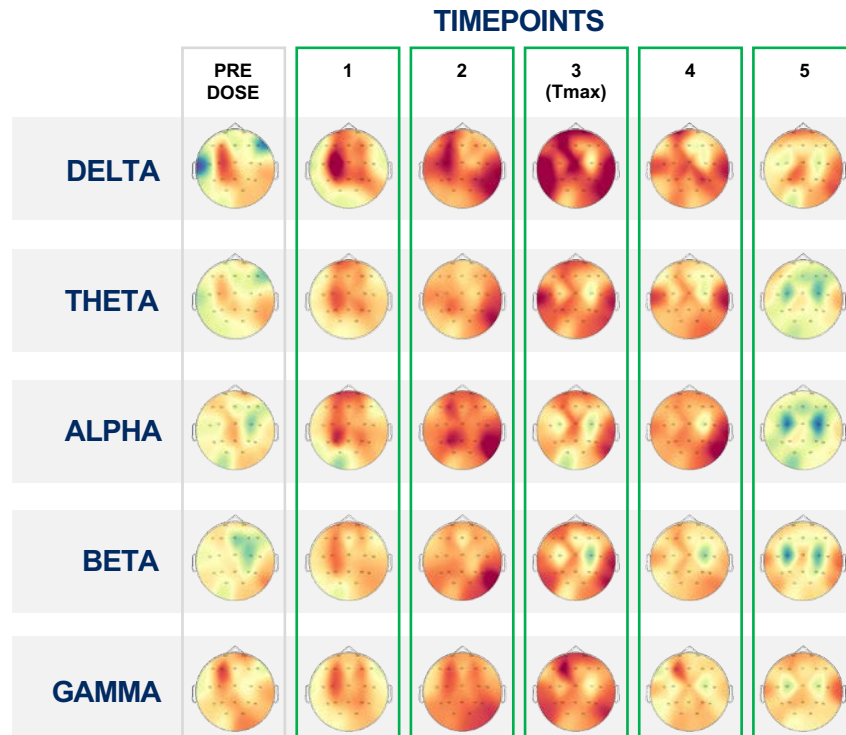 TIMEPOINTS
PRE
DOSE
1
2
3
(Tmax)
4
5
DELTA
THETA
ALPHA
BETA
GAMMA